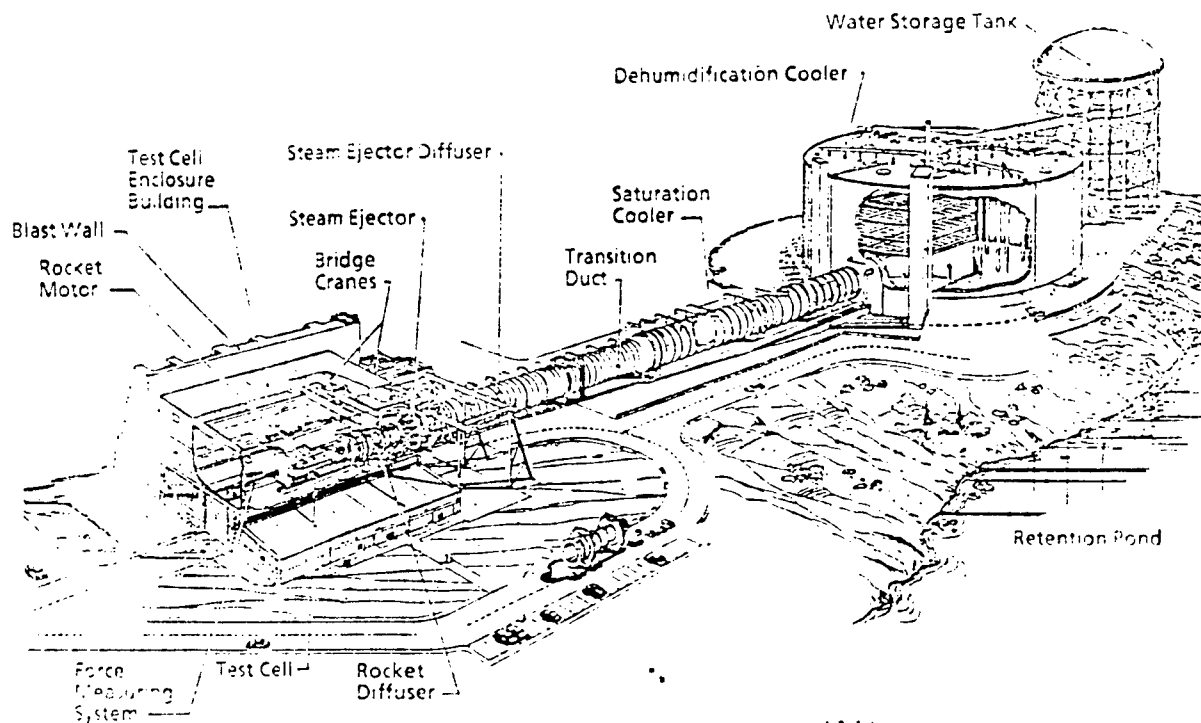 Water Storage Tank
Dehumidification Cooler
Steam Ejector Diffuser
Test Cell
Enclosure
Building
Saturation
Cooler
Steam Ejector
Blast Wall
Bridge
Cranes
Transition
Duct
Rocket
Motor
Retention Pond
Force
Measuring
System
Test Cell
Rocket
Diffuser